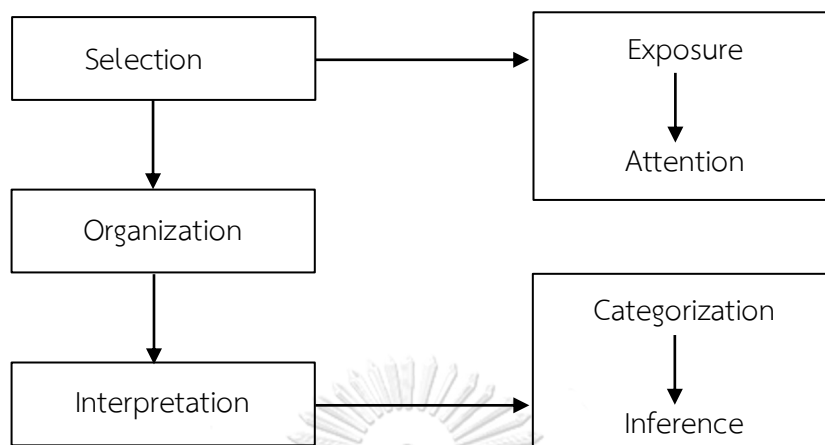 Selection
Exposure
Attention
Organization
Categorization
Interpretation
Inference